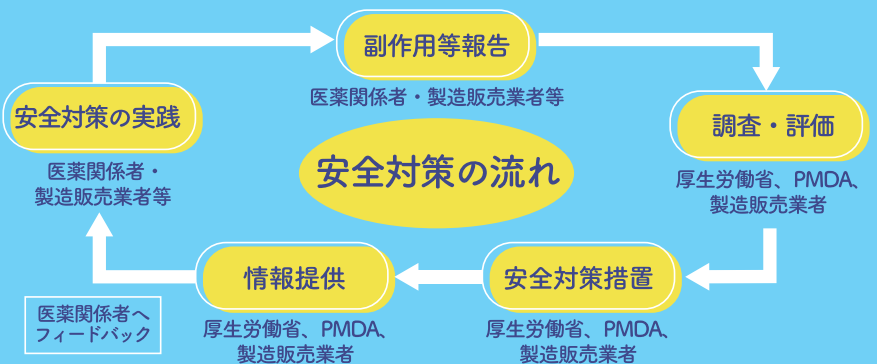 副作用等報告
医薬関係者・製造販売業者等
安全対策の実践
医薬関係者・
製造販売業者等
調査・評価
厚生労働省、PMDA、
製造販売業者
安全対策の流れ
情報提供
厚生労働省、PMDA、
製造販売業者
安全対策措置
厚生労働省、PMDA、
製造販売業者
医薬関係者へ
フィードバック